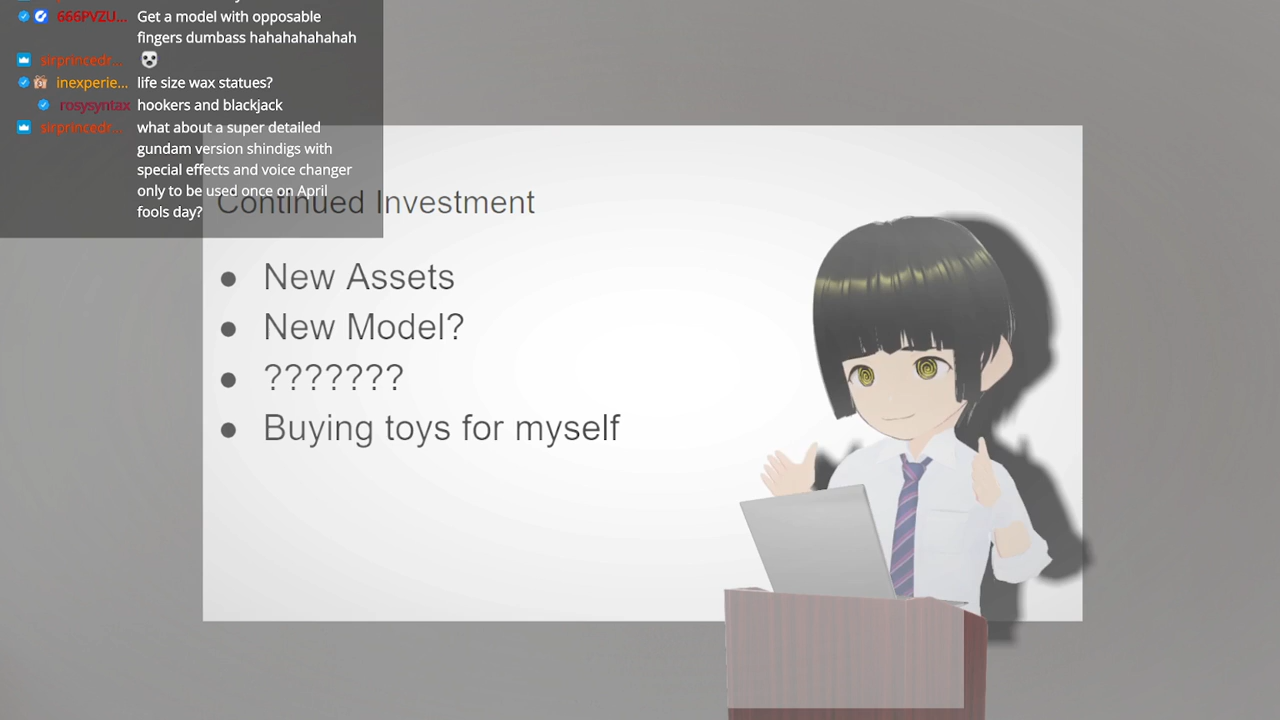 666PVZU... Get a model with opposable
fingers dumbass hahahahahahah
sirprincedr...
inexperie... life size wax statues?
rosysyntax hookers and blackjack
sirprincedr... what about a super detailed
gundam version shindigs with
special effects and voice changer
only to be used once on April
fools day?
Continued Investment
● New Assets
● New Model?
● ???????
● Buying toys for myself